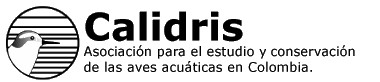 Calidris
Asociación para el estudio y conservación
de las aves acuáticas en Colombia.